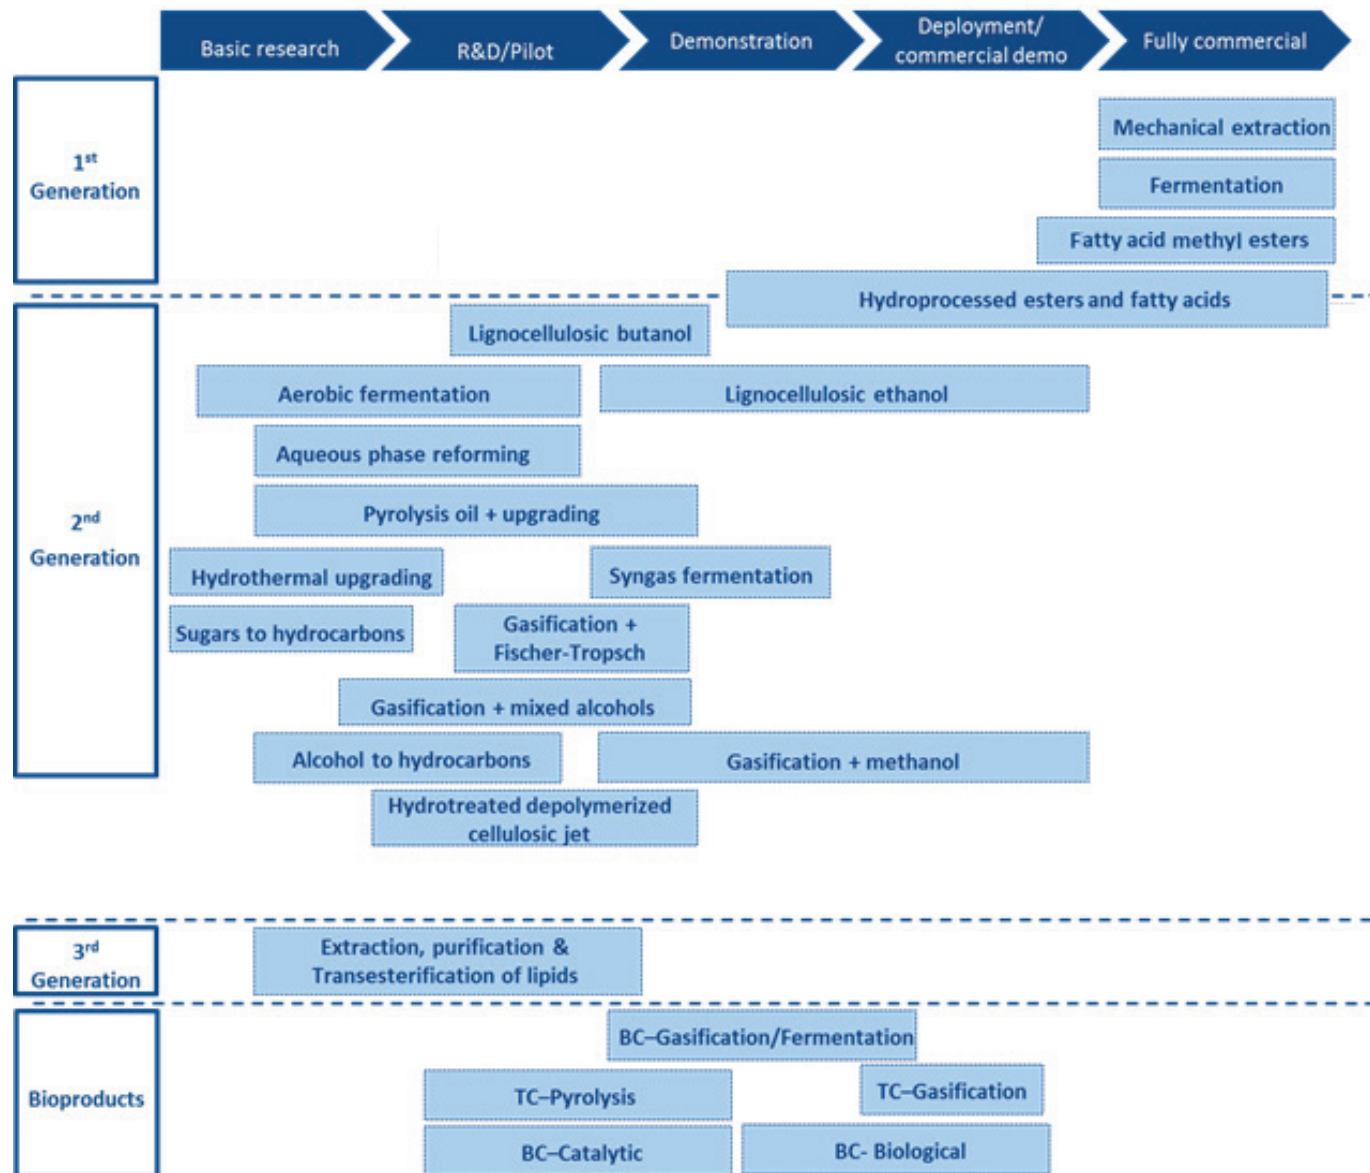 Basic research
R&D/Pilot
Demonstration
Deployment/
commercial demo
Fully commercial
1st
Generation
Mechanical extraction
Fermentation
Fatty acid methyl esters
Hydroprocessed esters and fatty acids
2nd
Generation
Lignocellulosic butanol
Aerobic fermentation
Lignocellulosic ethanol
Aqueous phase reforming
Pyrolysis oil + upgrading
Hydrothermal upgrading
Syngas fermentation
Sugars to hydrocarbons
Gasification +
Fischer-Tropsch
Gasification + mixed alcohols
Alcohol to hydrocarbons
Gasification + methanol
Hydrotreated depolymerized
cellulosic jet
3rd
Generation
Extraction, purification &
Transesterification of lipids
Bioproducts
BC–Gasification/Fermentation
TC–Pyrolysis
TC–Gasification
BC–Catalytic
BC- Biological